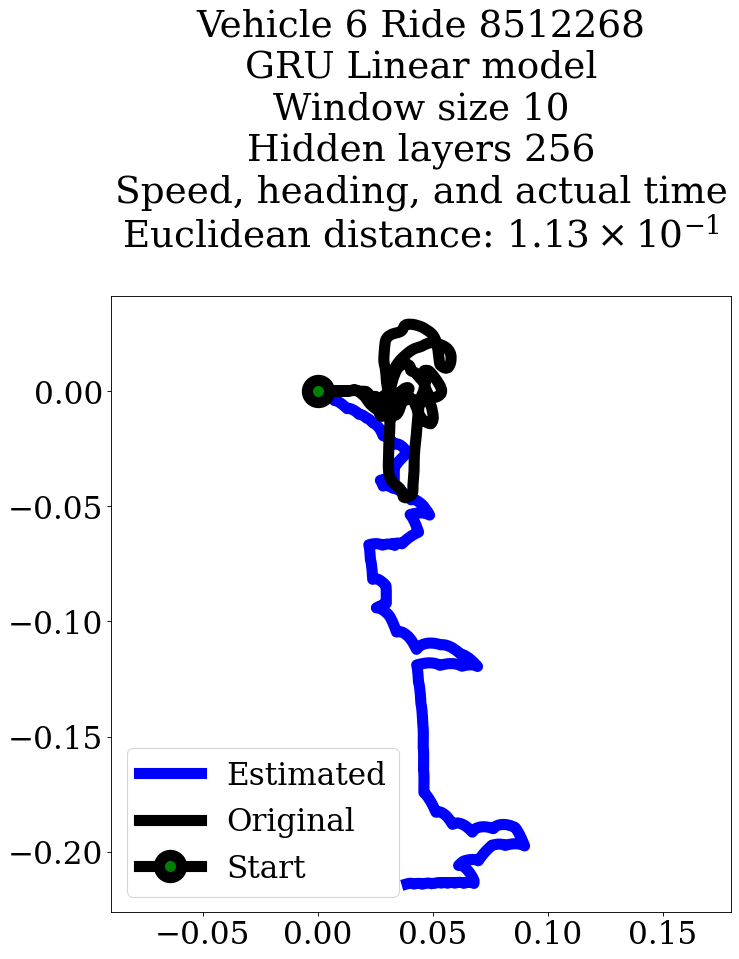 Vehicle 6 Ride 8512268
GRU Linear model
Window size 10
Hidden layers 256
Speed, heading, and actual time
Euclidean distance: 1.13 × 10⁻¹
0.00
−0.05
−0.10
−0.15
−0.20
Estimated
Original
Start
−0.05 0.00 0.05 0.10 0.15